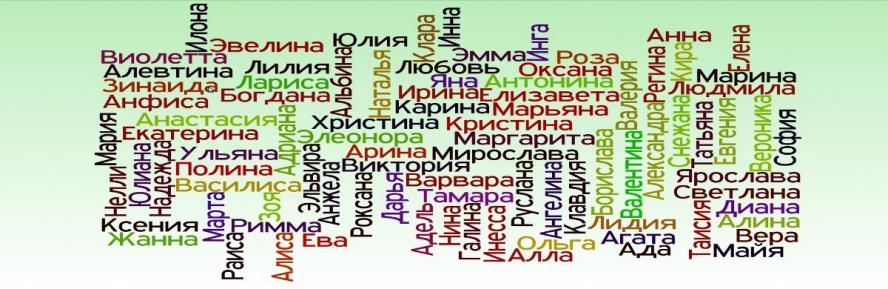 Илона
Эвелина
Виолетта
Алевтина
Зинаида
Анфиса
Лилия
Лариса
Богдана
Юлия
Альбина
Наталья
Клара
Инна
Любовь
Эмма
Инга
Яна
Ирина
Карина
Роза
Оксана
Антонина
Елизавета
Марьяна
Анна
Елена
Кира
Регина
Валерия
Марина
Людмила
Анастасия
Екатерина
Мария
Адриана
Христина
Элеонора
Кристина
Маргарита
Ульяна
Полина
Василиса
Юлиана
Надежда
Нелли
Арина
Мирослава
Виктория
Эльвира
Анжела
Роксана
Дарья
Варвара
Тамара
Руслана
Ангелина
Клавдия
Борислава
Валентина
Александра
Снежана
Татьяна
Евгения
Вероника
София
Ярослава
Светлана
Диана
Алина
Вера
Майя
Таисия
Ксения
Жанна
Марта
Зоя
Римма
Раиса
Алиса
Ева
Адель
Нина
Галина
Инесса
Ольга
Алла
Лидия
Агата
Ада